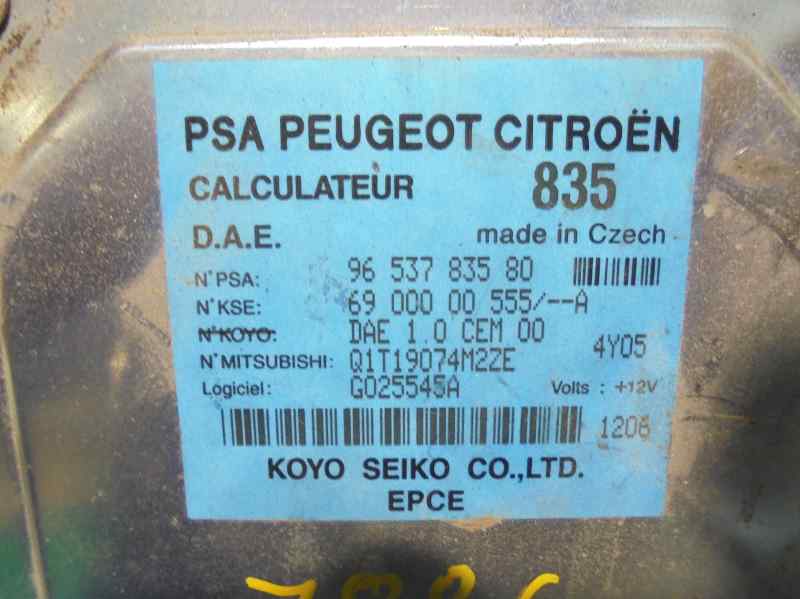 PSA PEUGEOT CITROËN
CALCULATEUR 835
D.A.E. made in Czech
N°PSA: 96 537 835 80
N°KSE: 69 000 00 555/--A
N°KOYO: DAE 1.0 CEM 00
N°MITSUBISHI: Q1T19074M2ZE 4Y05
Logiciel: G025545A Volts : +12V
1206
KOYO SEIKO CO.,LTD.
EPCE